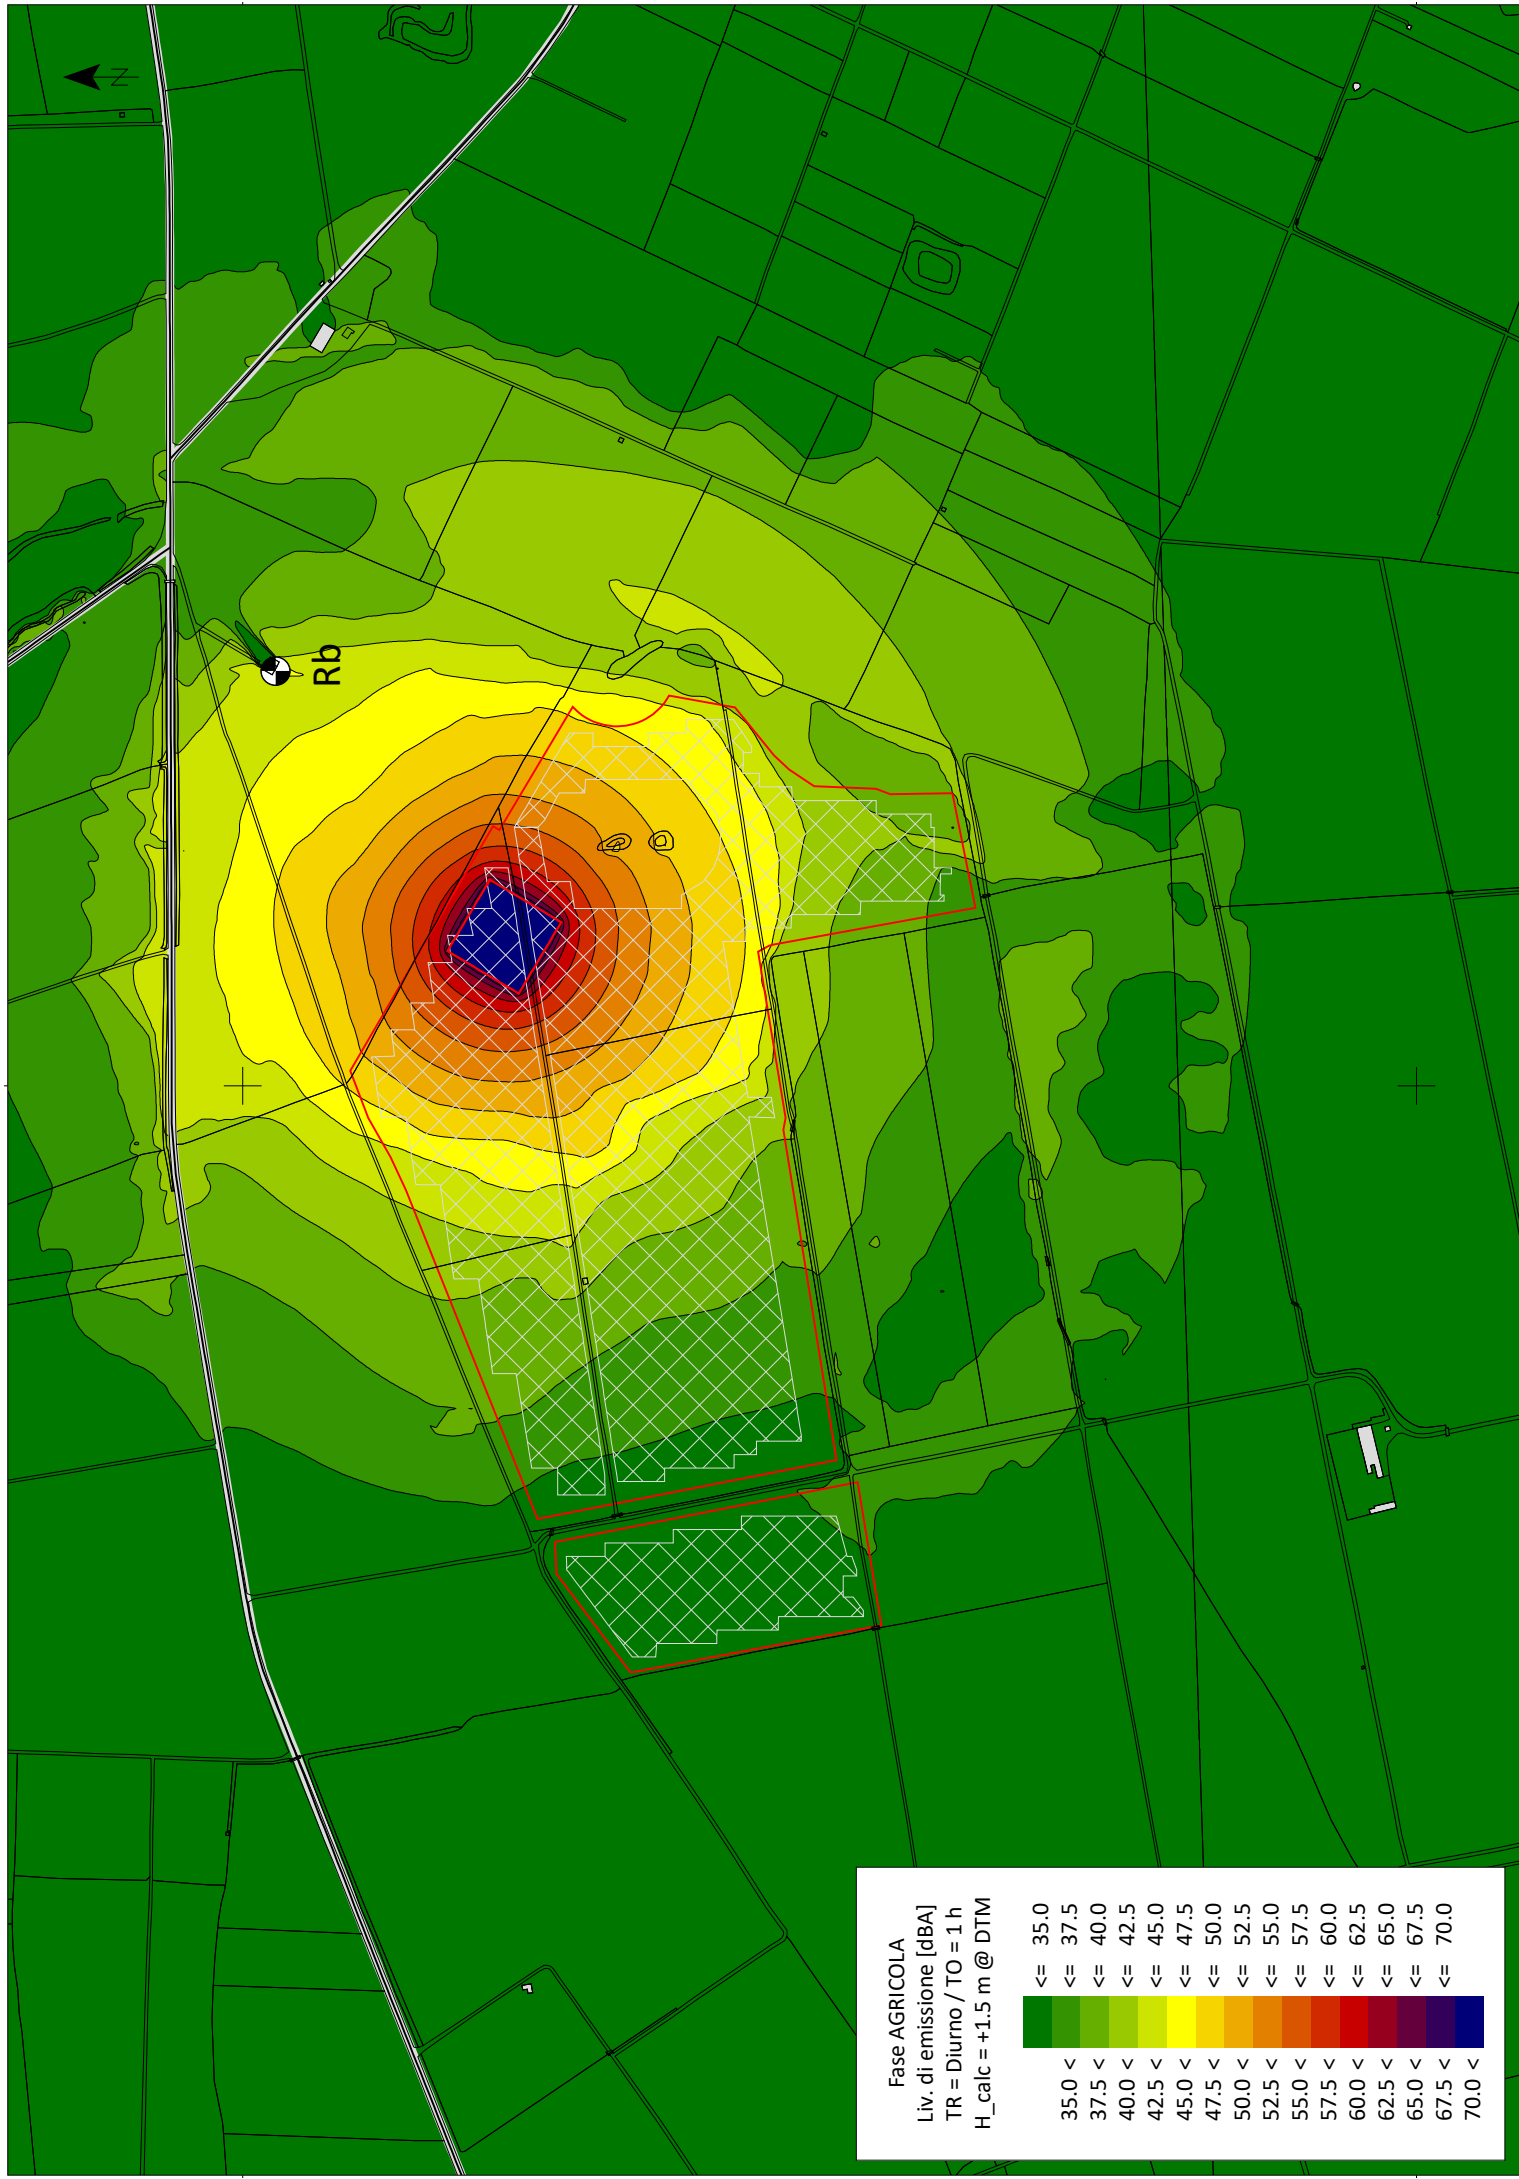 N
Rb
Fase AGRICOLA
Liv. di emissione [dBA]
TR = Diurno / TO = 1 h
H_calc = +1.5 m @ DTM
<= 35.0
35.0 < <= 37.5
37.5 < <= 40.0
40.0 < <= 42.5
42.5 < <= 45.0
45.0 < <= 47.5
47.5 < <= 50.0
50.0 < <= 52.5
52.5 < <= 55.0
55.0 < <= 57.5
57.5 < <= 60.0
60.0 < <= 62.5
62.5 < <= 65.0
65.0 < <= 67.5
67.5 < <= 70.0
70.0 <